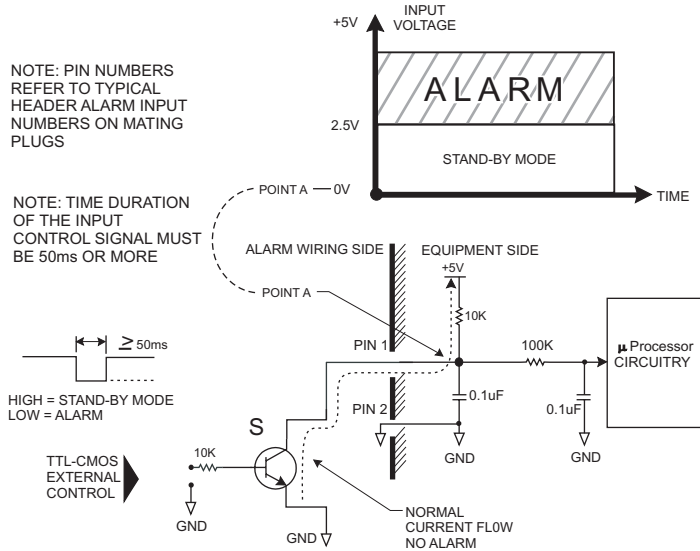 INPUT
VOLTAGE
+5V
NOTE: PIN NUMBERS
REFER TO TYPICAL
HEADER ALARM INPUT
NUMBERS ON MATING
PLUGS
ALARM
2.5V
STAND-BY MODE
POINT A
0V
TIME
NOTE: TIME DURATION
OF THE INPUT
CONTROL SIGNAL MUST
BE 50ms OR MORE
ALARM WIRING SIDE
EQUIPMENT SIDE
+5V
POINT A
10K
PIN 1
100K
µ Processor
CIRCUITRY
≥ 50ms
HIGH = STAND-BY MODE
LOW = ALARM
PIN 2
0.1uF
0.1uF
S
GND
GND
TTL-CMOS
EXTERNAL
CONTROL
10K
GND
GND
NORMAL
CURRENT FL0W
NO ALARM